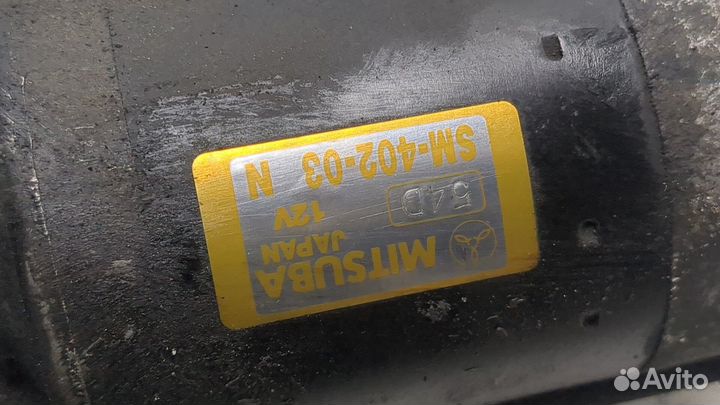 MITSUBA
JAPAN
12V
54D
SM-402-03 N
Avito